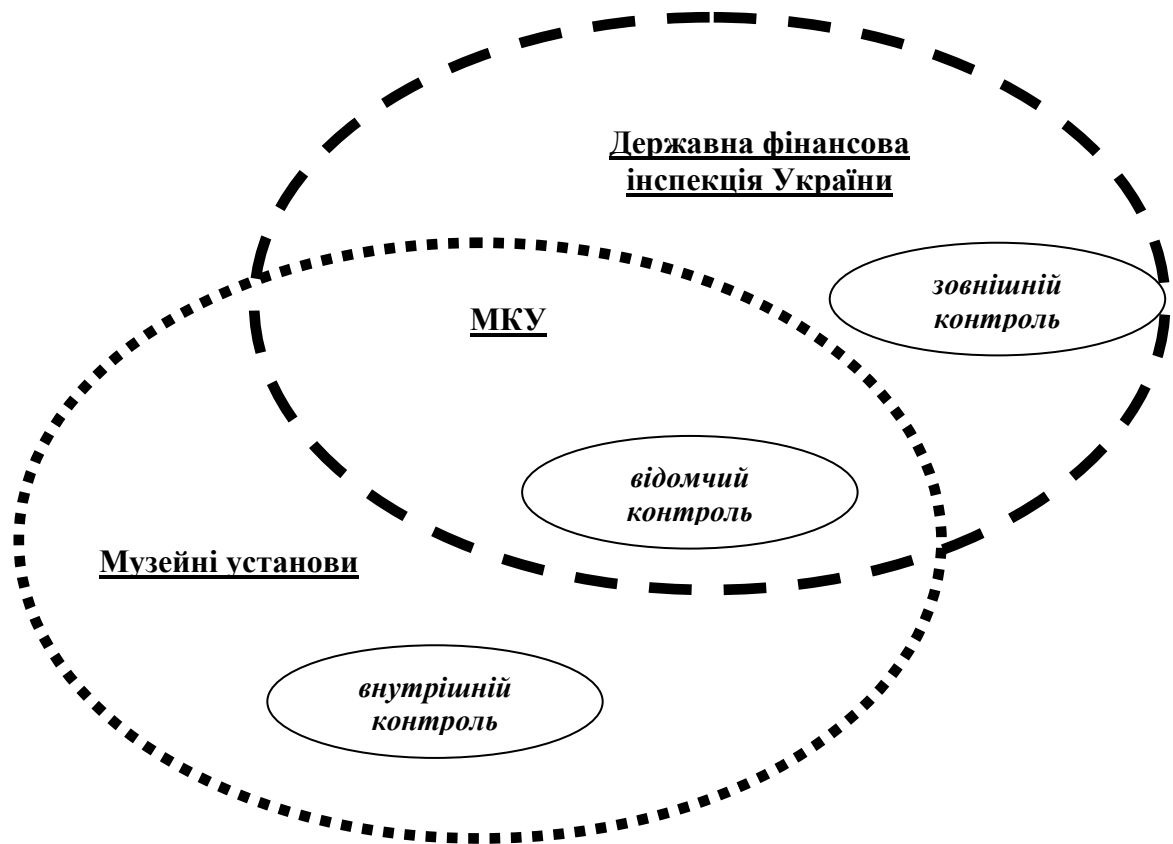 Державна фінансова
інспекція України
зовнішній
контроль
МКУ
відомчий
контроль
Музейні установи
внутрішній
контроль